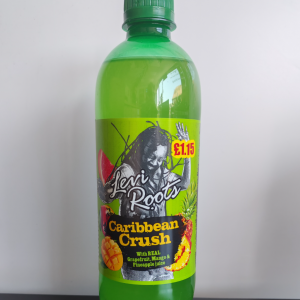 £1.15
Levi
Roots
Caribbean
Crush
With REAL
Grapefruit, Mango &
Pineapple juice